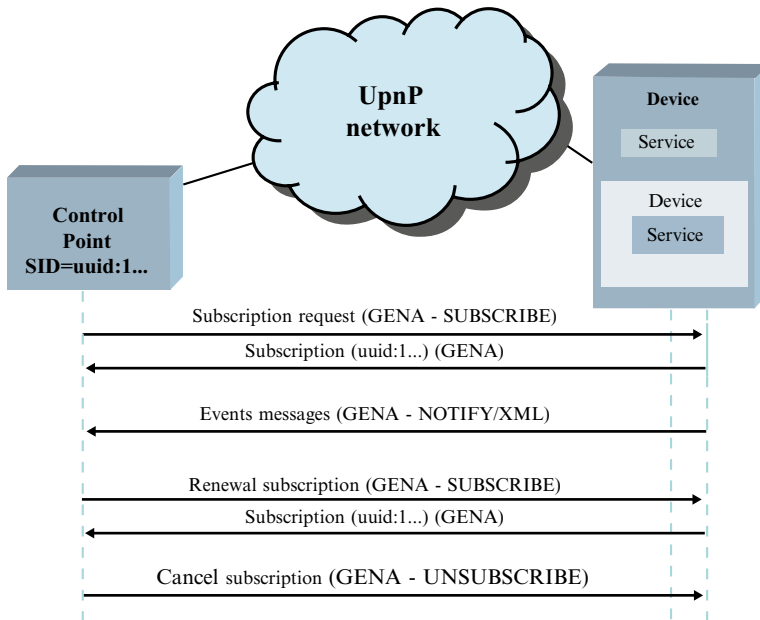 UpnP
network
Device
Service
Device
Service
Control
Point
SID=uuid:1...
Subscription request (GENA - SUBSCRIBE)
Subscription (uuid:1...) (GENA)
Events messages (GENA - NOTIFY/XML)
Renewal subscription (GENA - SUBSCRIBE)
Subscription (uuid:1...) (GENA)
Cancel subscription (GENA - UNSUBSCRIBE)